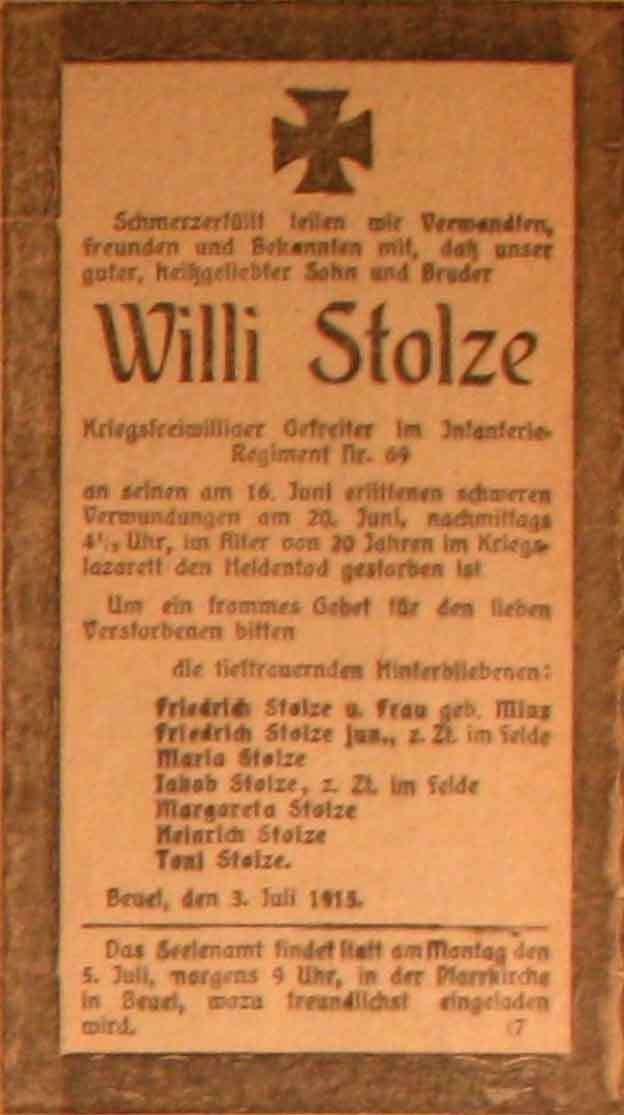 Schmerzerfüllt teilen wir Verwandten,
Freunden und Bekannten mit, daß unser
guter, heißgeliebter Sohn und Bruder
Willi Stolze
Kriegsfreiwilliger Gefreiter im Infanterie-
Regiment Nr. 69
an seinen am 16. Juni erlittenen schweren
Verwundungen am 20. Juni, nachmittags
4½ Uhr, im Alter von 20 Jahren im Kriegs-
lazarett den Heldentod gestorben ist
Um ein frommes Gebet für den lieben
Verstorbenen bitten
die tieftrauernden Hinterbliebenen:
Friedrich Stolze u. Frau geb.
Friedrich Stolze jun., z. Zt. im Felde
Maria Stolze
Jakob Stolze, z. Zt. im Felde
Margareta Stolze
Heinrich Stolze
Toni Stolze.
Beuel, den 3. Juli 1915.
Das Seelenamt findet statt am Montag den
5. Juli, morgens 9 Uhr, in der Pfarrkirche
in Beuel, wozu freundlichst eingeladen
wird.